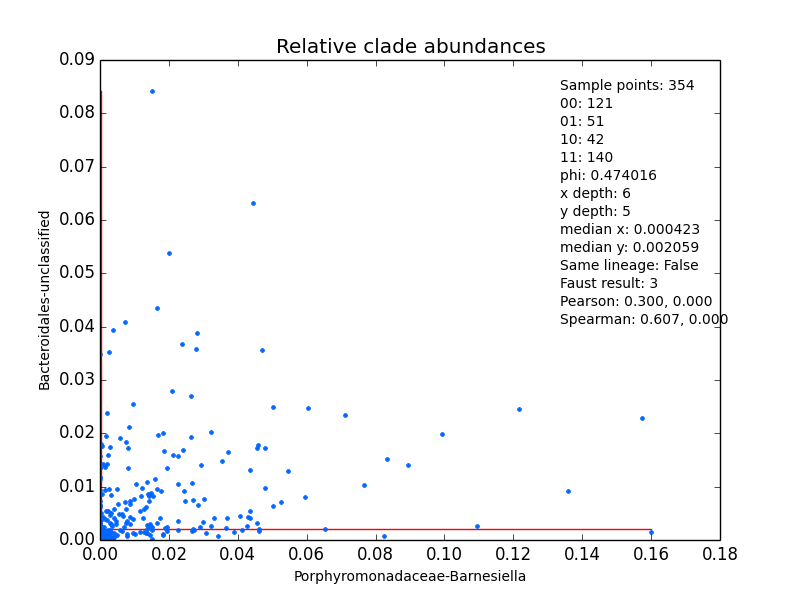 Relative clade abundances
0.09
0.08
0.07
0.06
0.05
0.04
0.03
0.02
0.01
0.00
Bacteroidales-unclassified
Sample points: 354
00: 121
01: 51
10: 42
11: 140
phi: 0.474016
x depth: 6
y depth: 5
median x: 0.000423
median y: 0.002059
Same lineage: False
Faust result: 3
Pearson: 0.300, 0.000
Spearman: 0.607, 0.000
0.00 0.02 0.04 0.06 0.08 0.10 0.12 0.14 0.16 0.18
Porphyromonadaceae-Barnesiella